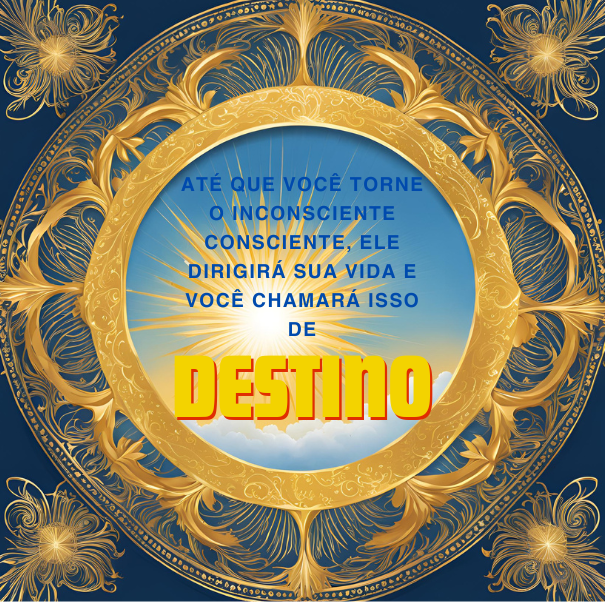 ATÉ QUE VOCÊ TORNE
O INCONSCIENTE
CONSCIENTE, ELE
DIRIGIRÁ SUA VIDA E
VOCÊ CHAMARÁ ISSO
DE
DESTINO